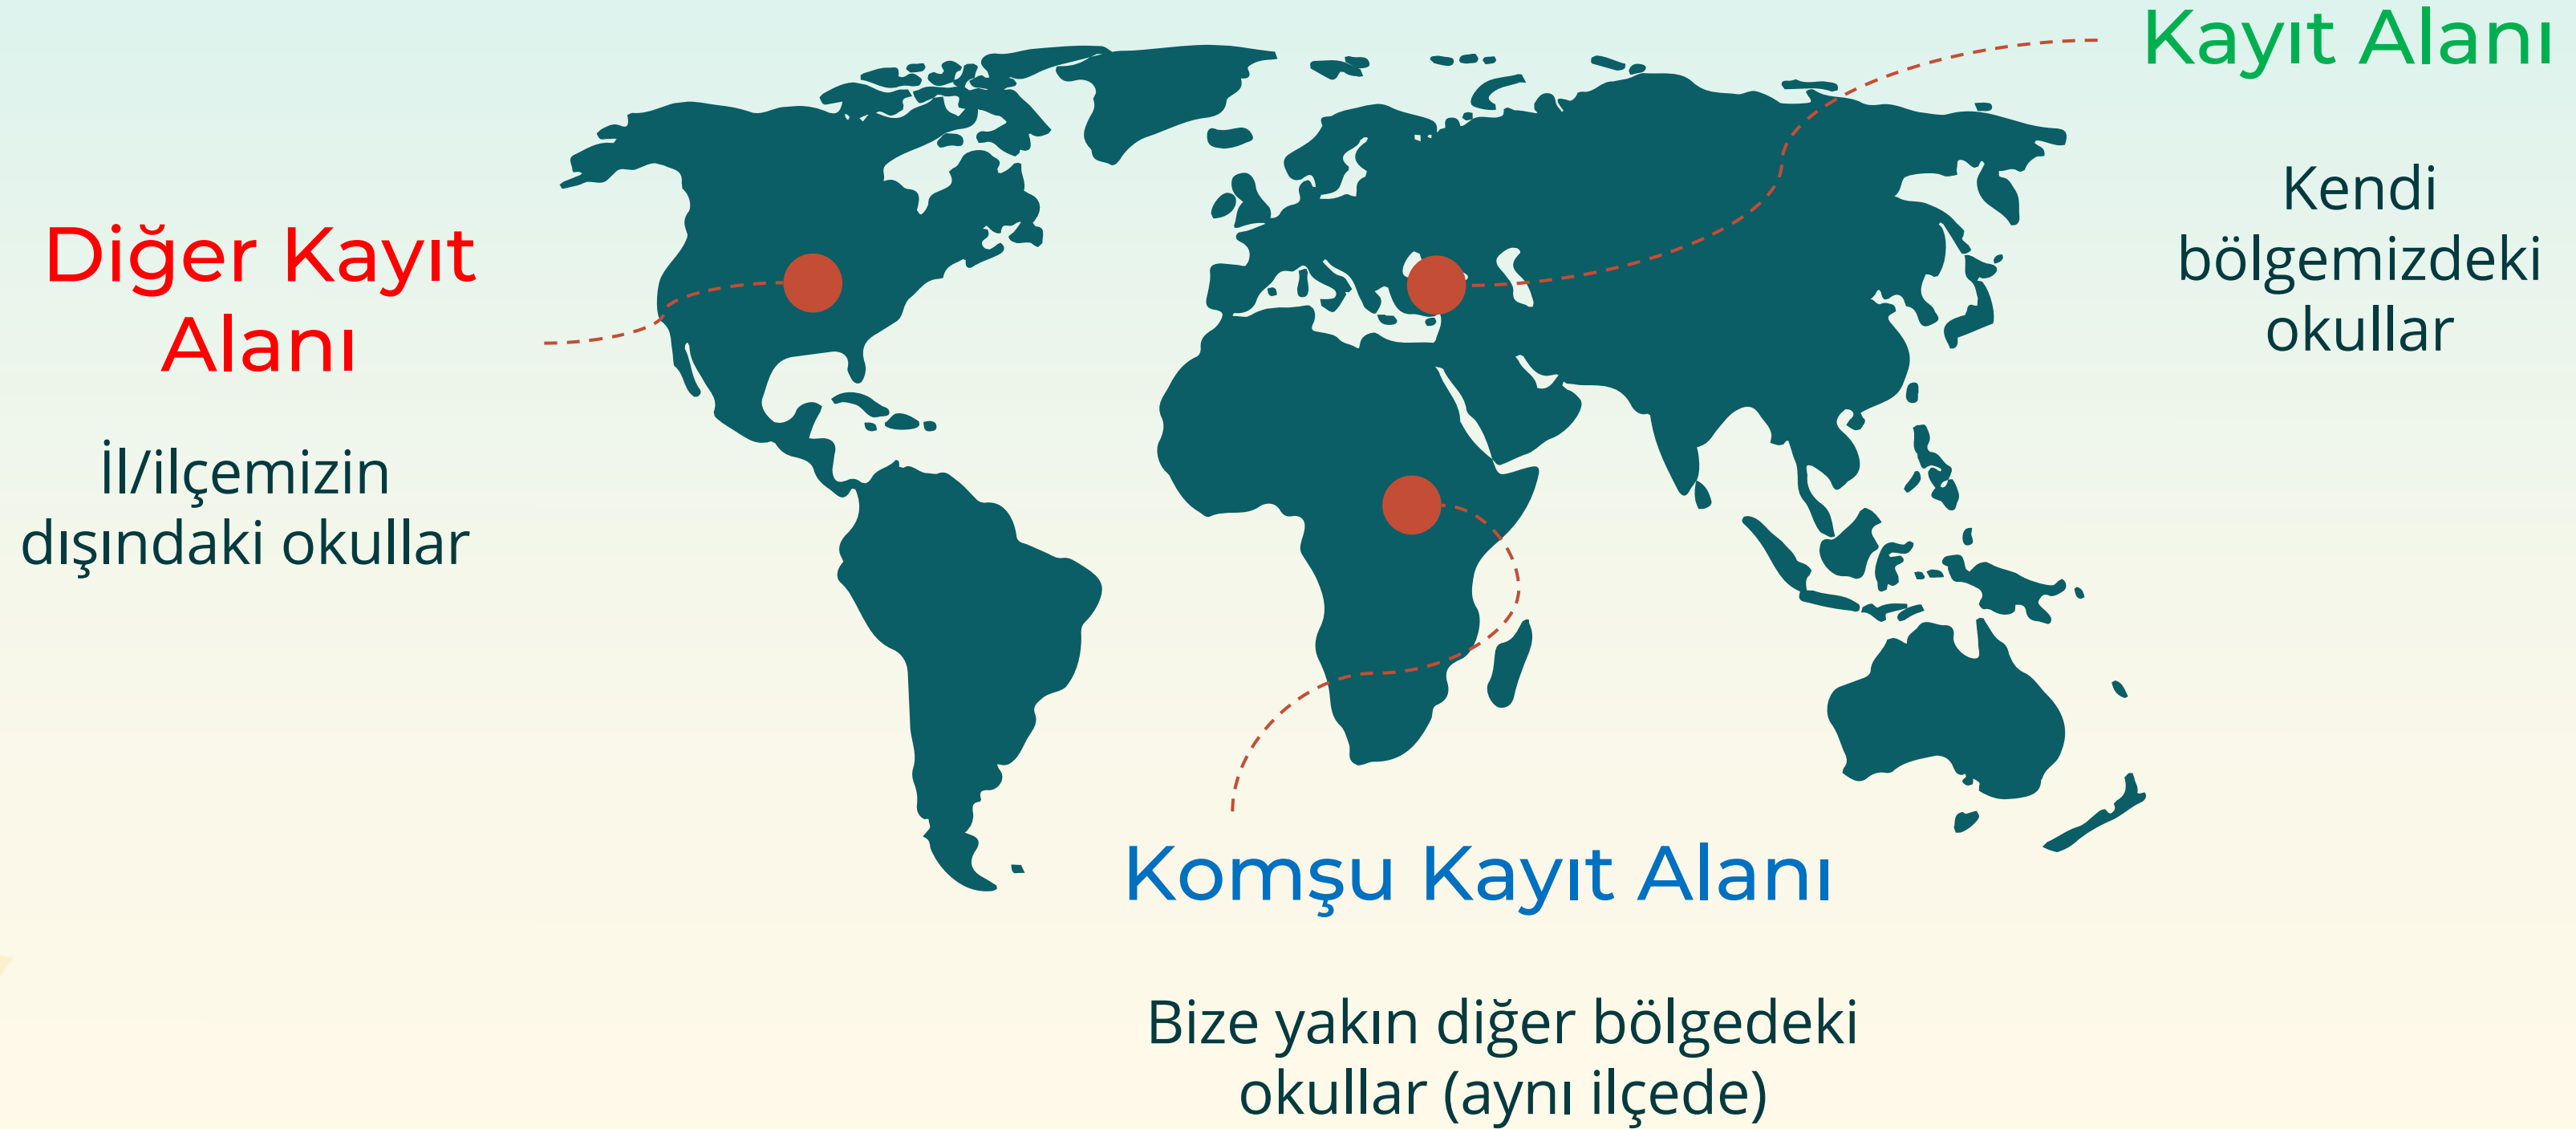 Diğer Kayıt
Alanı
İl/ilçemizin
dışındaki okullar
Kayıt Alanı
Kendi
bölgemizdeki
okullar
Komşu Kayıt Alanı
Bize yakın diğer bölgedeki
okullar (aynı ilçede)